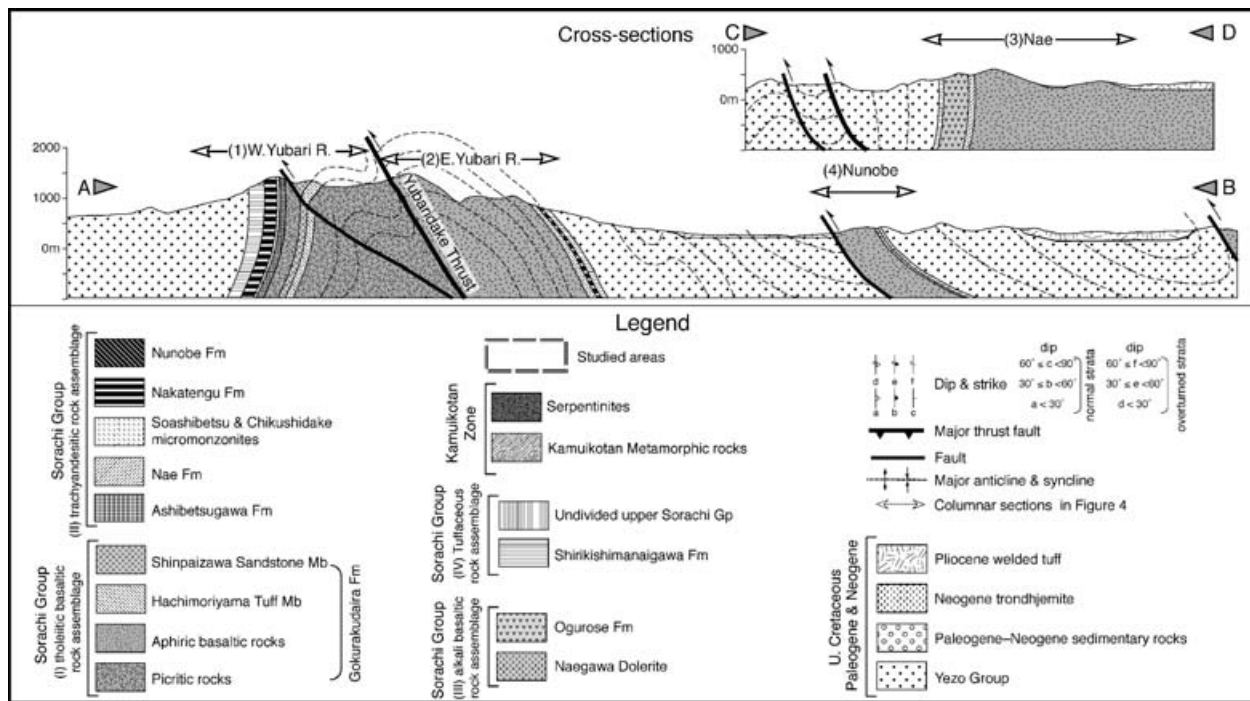 Cross-sections
C D
(3)Nae
1000
0m
2000
1000
0m
A
(1)W.Yubari R.
(2)E.Yubari R.
Yubaridake Thrust
(4)Nunobe
B
Legend
Sorachi Group
(II) trachyandesitic rock assemblage
Nunobe Fm
Nakatengu Fm
Soashibetsu & Chikushidake
micromonzonites
Nae Fm
Ashibetsugawa Fm
Sorachi Group
(I) tholeiitic basaltic
rock assemblage
Shinpaizawa Sandstone Mb
Hachimoriyama Tuff Mb
Aphiric basaltic rocks
Picritic rocks
Gokurakudaira Fm
Studied areas
Kamuikotan
Zone
Serpentinites
Kamuikotan Metamorphic rocks
Sorachi Group
(IV) Tuffaceous
rock assemblage
Undivided upper Sorachi Gp
Shirikishimanaigawa Fm
Sorachi Group
(III) alkali basaltic
rock assemblage
Ogurose Fm
Naegawa Dolerite
d e f
a b c
Dip & strike
dip
60° ≤ c <90°
30° ≤ b <60°
a < 30°
normal strata
dip
60° ≤ f <90°
30° ≤ e <60°
d < 30°
overturned strata
Major thrust fault
Fault
Major anticline & syncline
Columnar sections in Figure 4
U. Cretaceous
Paleogene & Neogene
Pliocene welded tuff
Neogene trondhjemite
Paleogene–Neogene sedimentary rocks
Yezo Group